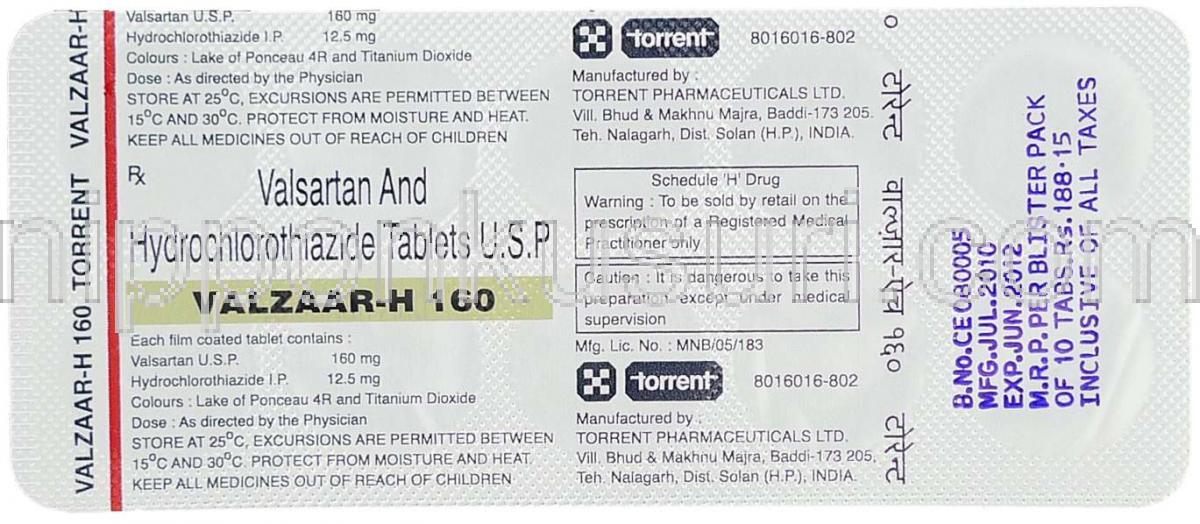 VALZAAR-H 160 TORRENT VALZAAR-H
Valsartan U.S.P. 160 mg
Hydrochlorothiazide I.P. 12.5 mg
Colours : Lake of Ponceau 4R and Titanium Dioxide
Dose : As directed by the Physician
STORE AT 25°C, EXCURSIONS ARE PERMITTED BETWEEN
15°C AND 30°C. PROTECT FROM MOISTURE AND HEAT.
KEEP ALL MEDICINES OUT OF REACH OF CHILDREN
Rx
Valsartan And
Hydrochlorothiazide Tablets U.S.P
VALZAAR-H 160
Each film coated tablet contains :
Valsartan U.S.P. 160 mg
Hydrochlorothiazide I.P. 12.5 mg
Colours : Lake of Ponceau 4R and Titanium Dioxide
Dose : As directed by the Physician
STORE AT 25°C, EXCURSIONS ARE PERMITTED BETWEEN
15°C AND 30°C. PROTECT FROM MOISTURE AND HEAT.
KEEP ALL MEDICINES OUT OF REACH OF CHILDREN
torrent 8016016-802
Manufactured by :
TORRENT PHARMACEUTICALS LTD.
Vill. Bhud & Makhnu Majra, Baddi-173 205.
Teh. Nalagarh, Dist. Solan (H.P.), INDIA.
Schedule 'H' Drug
Warning : To be sold by retail on the
prescription of a Registered Medical
Practitioner only
Caution : It is dangerous to take this
preparation except under medical
supervision
Mfg. Lic. No. : MNB/05/183
torrent 8016016-802
Manufactured by :
TORRENT PHARMACEUTICALS LTD.
Vill. Bhud & Makhnu Majra, Baddi-173 205,
Teh. Nalagarh, Dist. Solan (H.P.), INDIA.
टोरेन्ट वाल्ज़ार-एच १६० टोरेन्ट ०
B.No.CE080005
MFG.JUL.2010
EXP.JUN.2012
M.R.P.PER BLISTER PACK
OF 10 TABS.Rs.188·15
INCLUSIVE OF ALL TAXES
nipponkusuri.com